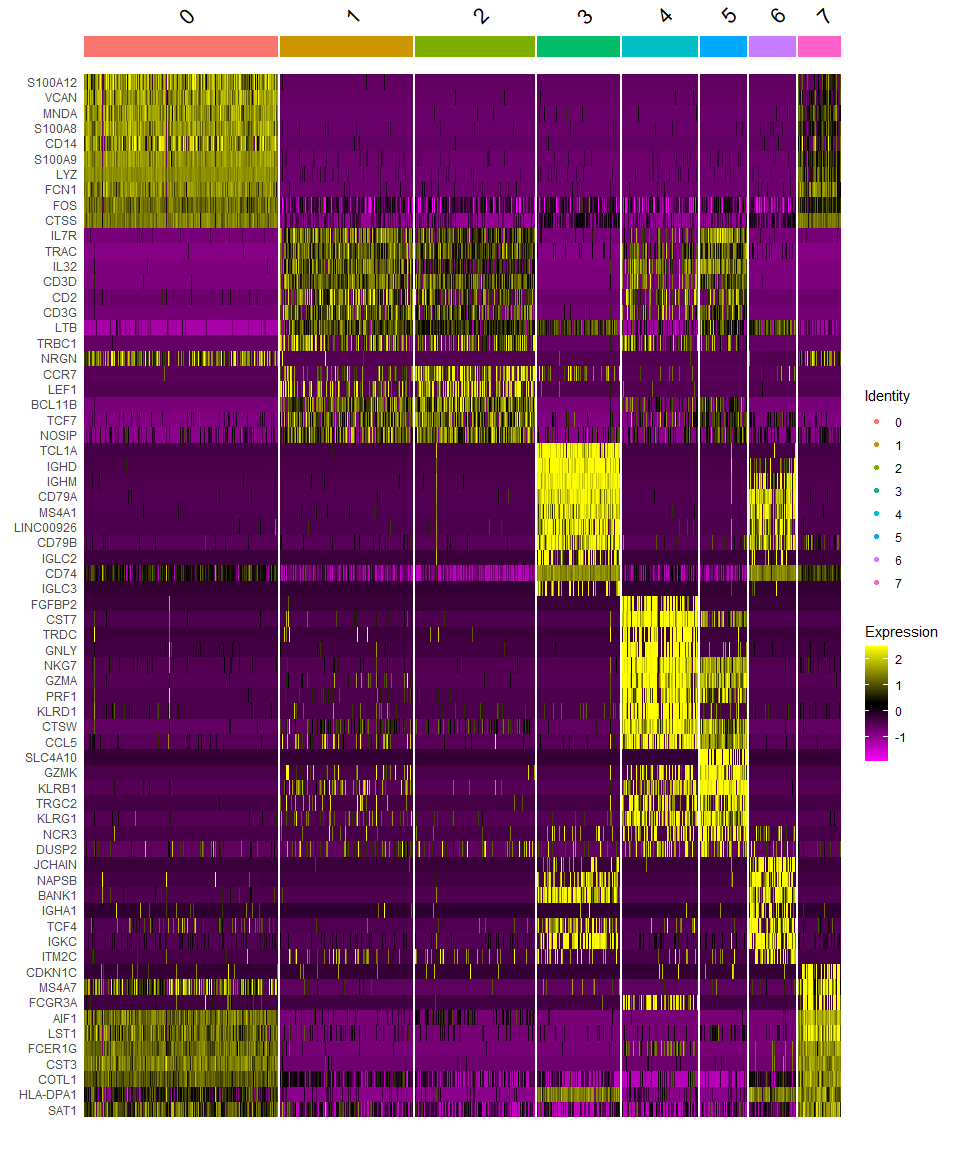 0 1 2 3 4 5 6 7
S100A12
VCAN
MNDA
S100A8
CD14
S100A9
LYZ
FCN1
FOS
CTSS
IL7R
TRAC
IL32
CD3D
CD2
CD3G
LTB
TRBC1
NRGN
CCR7
LEF1
BCL11B
TCF7
NOSIP
TCL1A
IGHD
IGHM
CD79A
MS4A1
LINC00926
CD79B
IGLC2
CD74
IGLC3
FGFBP2
CST7
TRDC
GNLY
NKG7
GZMA
PRF1
KLRD1
CTSW
CCL5
SLC4A10
GZMK
KLRB1
TRGC2
KLRG1
NCR3
DUSP2
JCHAIN
NAPSB
BANK1
IGHA1
TCF4
IGKC
ITM2C
CDKN1C
MS4A7
FCGR3A
AIF1
LST1
FCER1G
CST3
COTL1
HLA-DPA1
SAT1
Identity
0
1
2
3
4
5
6
7
Expression
2
1
0
-1